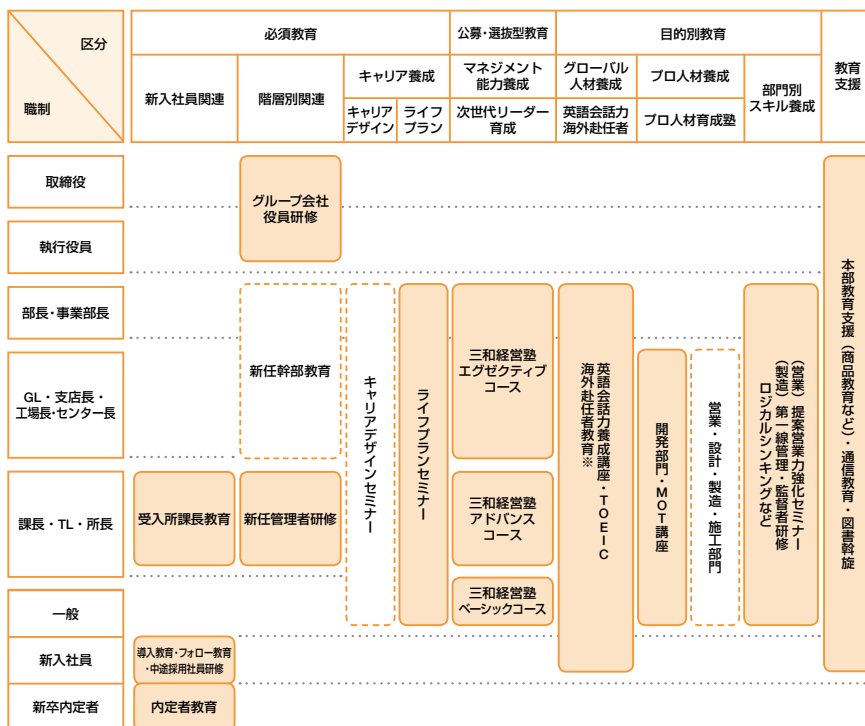 区分
職制
必須教育
公募・選抜型教育
目的別教育
教育
支援
新入社員関連
階層別関連
キャリア養成
マネジメント
能力養成
グローバル
人材養成
プロ人材養成
部門別
スキル養成
キャリア
デザイン
ライフ
プラン
次世代リーダー
育成
英語会話力
海外赴任者
プロ人材育成塾
取締役
執行役員
部長・事業部長
GL・支店長・
工場長・センター長
課長・TL・所長
一般
新入社員
新卒内定者
受入所課長教育
導入教育・フォロー教育
・中途採用社員研修
内定者教育
グループ会社
役員研修
新任幹部教育
新任管理者研修
キャリアデザインセミナー
ライフプランセミナー
三和経営塾
エグゼクティブ
コース
三和経営塾
アドバンス
コース
三和経営塾
ベーシックコース
英語会話力養成講座・TOEIC
海外赴任者教育※
開発部門・MOT講座
営業・設計・製造・施工部門
（営業）提案営業力強化セミナー
（製造）第一線管理・監督者研修
ロジカルシンキングなど
本部教育支援（商品教育など）・通信教育・図書斡旋